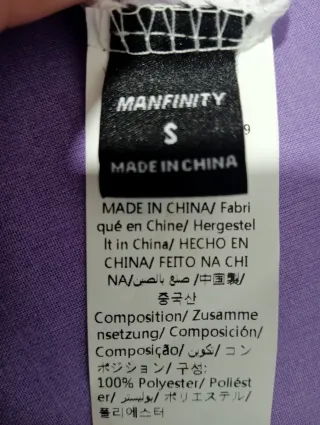 MANFINITY
S
9
MADE IN CHINA
MADE IN CHINA/ Fabri
qué en Chine/ Hergestel
lt in China/ HECHO EN
CHINA/ FEITO NA CHI
NA/صنع بالصين /中国製/
중국산
Composition/ Zusamme
nsetzung/ Composición/
Composição/ تكوين/ コン
ポジション/ 구성:
100% Polyester/ Poliést
er/ بوليستر/ ポリエステル/
폴리에스터